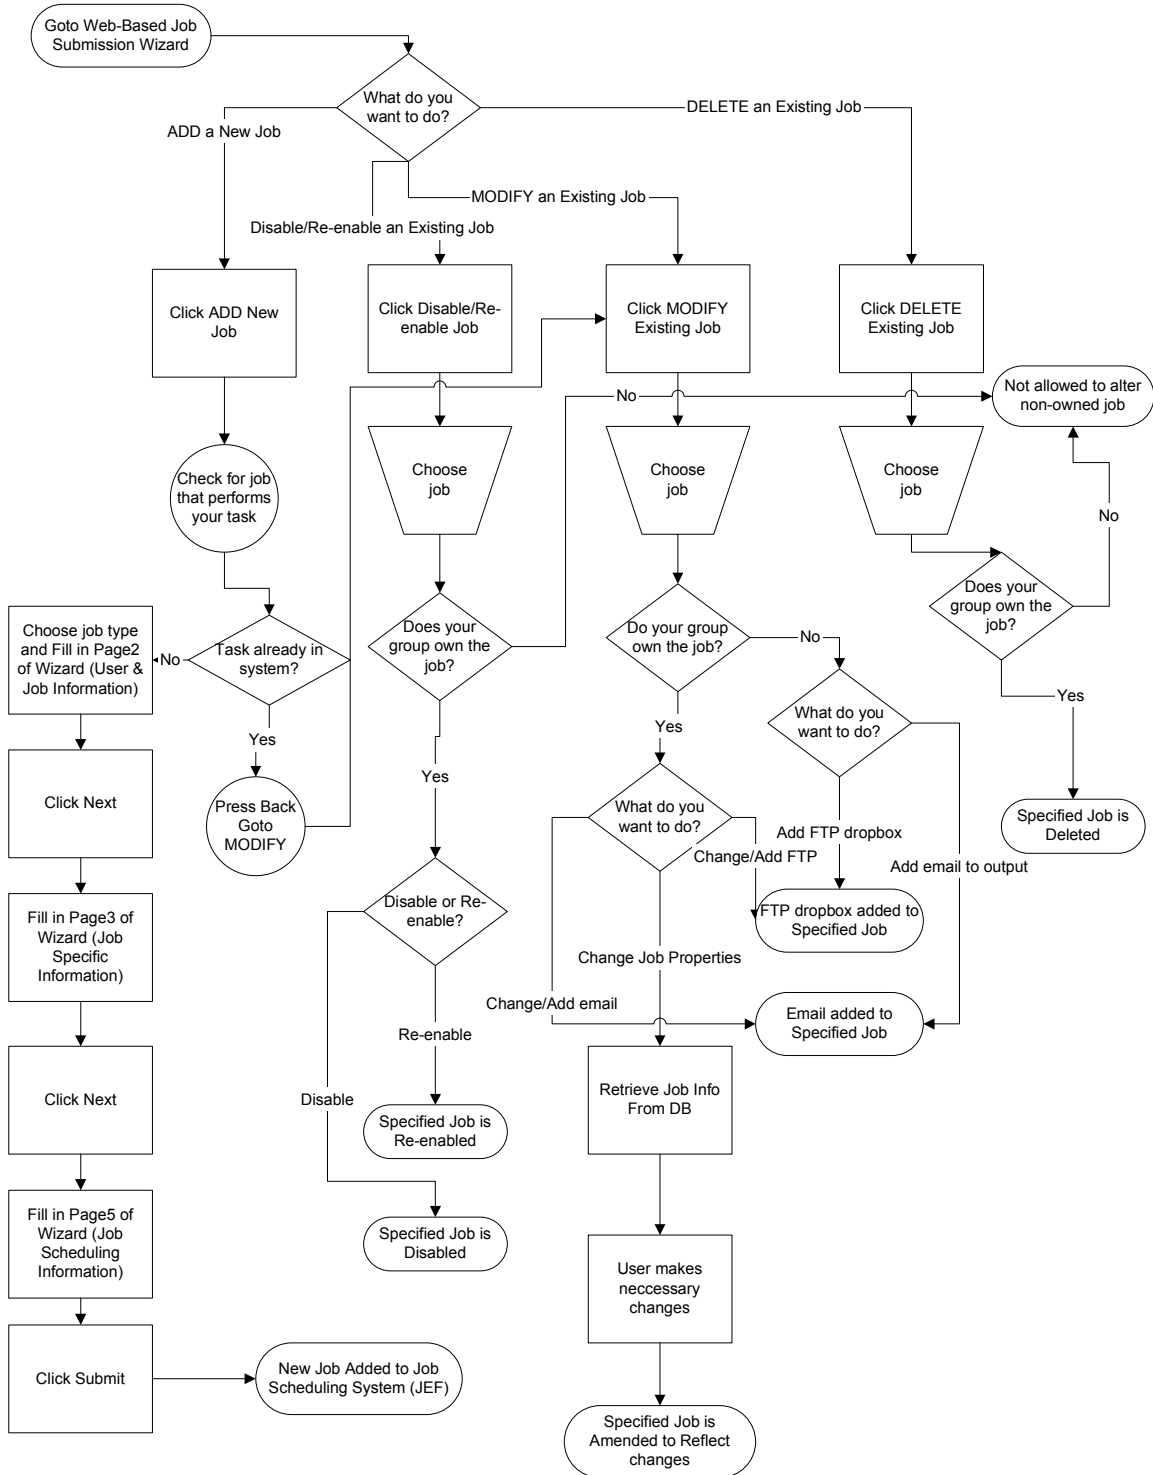 Goto Web-Based Job
Submission Wizard
What do you
want to do?
DELETE an Existing Job
ADD a New Job
MODIFY an Existing Job
Disable/Re-enable an Existing Job
Click ADD New
Job
Click Disable/Re-
enable Job
Click MODIFY
Existing Job
Click DELETE
Existing Job
No
Not allowed to alter
non-owned job
Check for job
that performs
your task
Choose
job
Choose
job
Choose
job
No
Choose job type
and Fill in Page2
of Wizard (User &
Job Information)
No
Task already in
system?
Does your
group own the
job?
Do your group
own the job?
No
Does your
group own the
job?
Yes
Yes
Yes
Yes
What do you
want to do?
Click Next
Press Back
Goto
MODIFY
What do you
want to do?
Specified Job is
Deleted
Add FTP dropbox
Change/Add FTP
Add email to output
Fill in Page3 of
Wizard (Job
Specific
Information)
Disable or Re-
enable?
FTP dropbox added to
Specified Job
Change Job Properties
Change/Add email
Email added to
Specified Job
Re-enable
Click Next
Disable
Retrieve Job Info
From DB
Specified Job is
Re-enabled
Fill in Page5 of
Wizard (Job
Scheduling
Information)
Specified Job is
Disabled
User makes
neccessary
changes
Click Submit
New Job Added to Job
Scheduling System (JEF)
Specified Job is
Amended to Reflect
changes